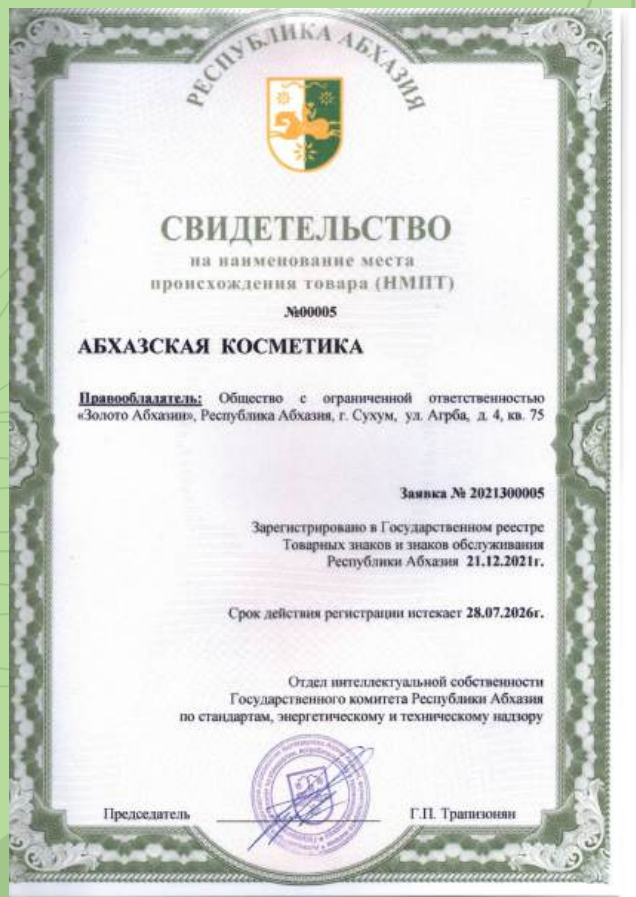 РЕСПУБЛИКА АБХАЗИЯ
СВИДЕТЕЛЬСТВО
на наименование места
происхождения товара (НМПТ)
№00005
АБХАЗСКАЯ КОСМЕТИКА
Правообладатель: Общество с ограниченной ответственностью
«Золото Абхазии», Республика Абхазия, г. Сухум, ул. Агрба, д. 4, кв. 75
Заявка № 2021300005
Зарегистрировано в Государственном реестре
Товарных знаков и знаков обслуживания
Республики Абхазия 21.12.2021г.
Срок действия регистрации истекает 28.07.2026г.
Отдел интеллектуальной собственности
Государственного комитета Республики Абхазия
по стандартам, энергетическому и техническому надзору
Председатель Г.П. Трапизонян